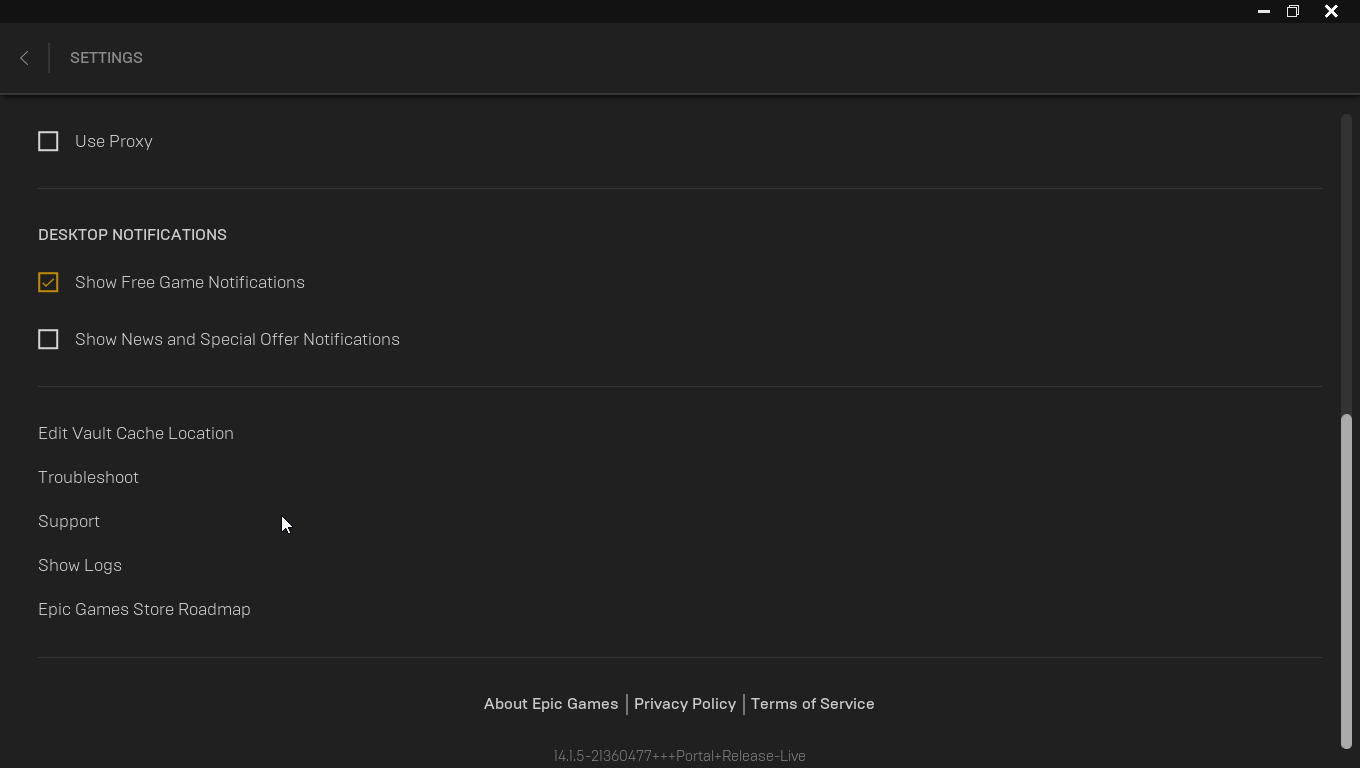 SETTINGS
Use Proxy
DESKTOP NOTIFICATIONS
Show Free Game Notifications
Show News and Special Offer Notifications
Edit Vault Cache Location
Troubleshoot
Support
Show Logs
Epic Games Store Roadmap
About Epic Games | Privacy Policy | Terms of Service
14.1.5-21360477+++Portal+Release-Live